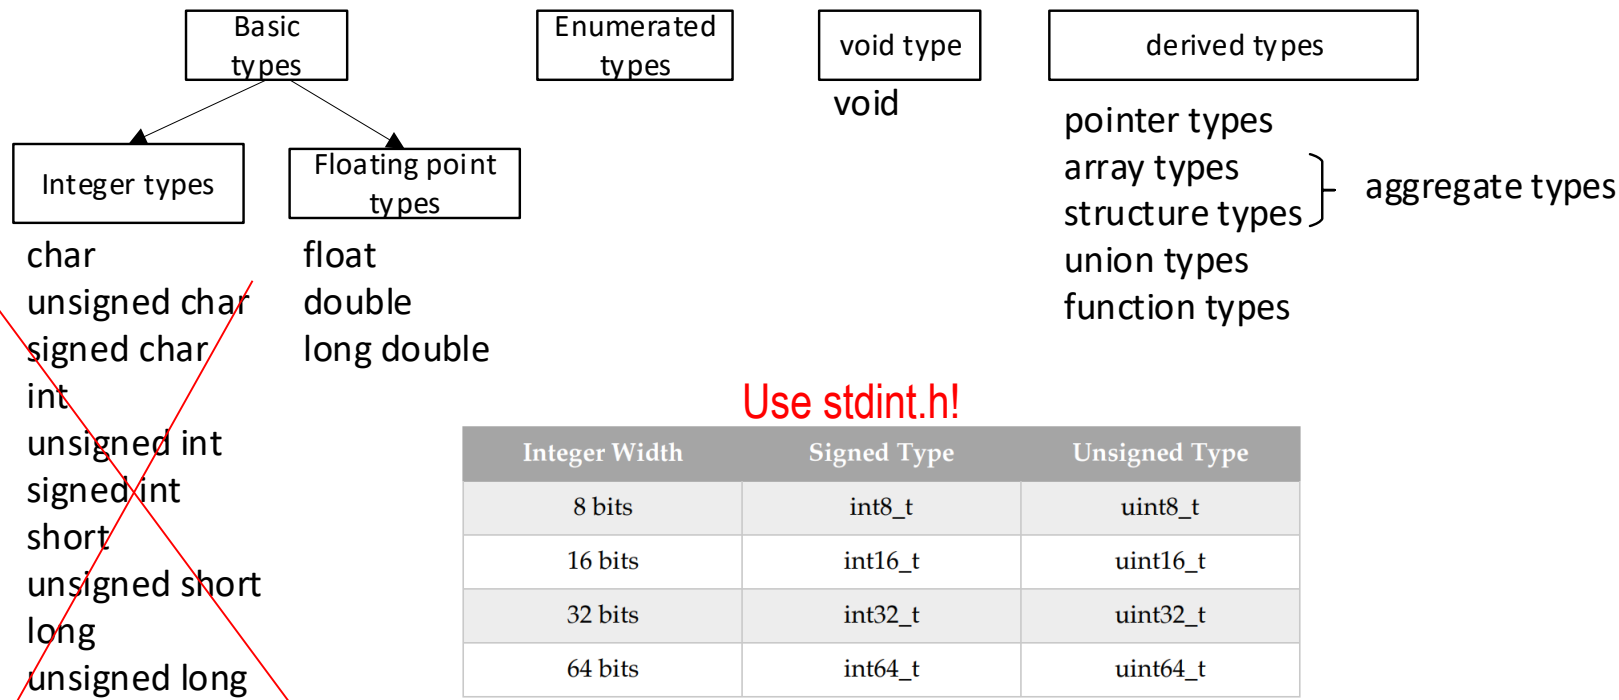 Basic
types
Enumerated
types
void type
derived types
void
pointer types
array types
structure types
aggregate types
union types
function types
Integer types
Floating point
types
char
unsigned char
signed char
int
unsigned int
signed int
short
unsigned short
long
unsigned long
float
double
long double
Use stdint.h!
Integer Width Signed Type Unsigned Type
8 bits int8_t uint8_t
16 bits int16_t uint16_t
32 bits int32_t uint32_t
64 bits int64_t uint64_t